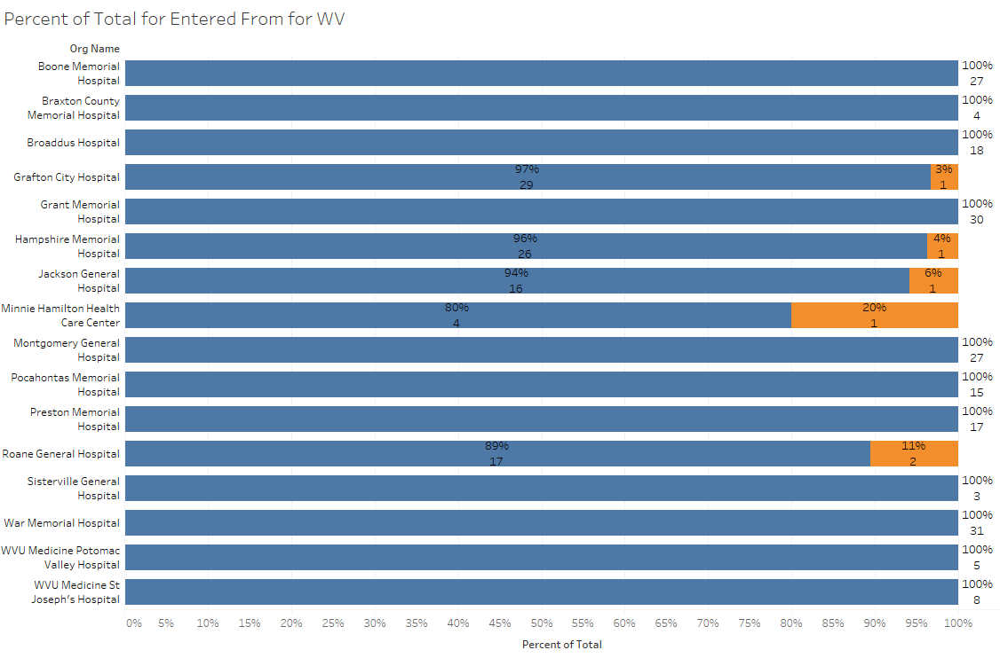 Percent of Total for Entered From for WV
Org Name
Boone Memorial
Hospital
100%
27
Braxton County
Memorial Hospital
100%
4
Broaddus Hospital
100%
18
Grafton City Hospital
97%
29
3%
1
Grant Memorial
Hospital
100%
30
Hampshire Memorial
Hospital
96%
26
4%
1
Jackson General
Hospital
94%
16
6%
1
Minnie Hamilton Health
Care Center
80%
4
20%
1
Montgomery General
Hospital
100%
27
Pocahontas Memorial
Hospital
100%
15
Preston Memorial
Hospital
100%
17
Roane General Hospital
89%
17
11%
2
Sisterville General
Hospital
100%
3
War Memorial Hospital
100%
31
WVU Medicine Potomac
Valley Hospital
100%
5
WVU Medicine St
Joseph's Hospital
100%
8
0% 5% 10% 15% 20% 25% 30% 35% 40% 45% 50% 55% 60% 65% 70% 75% 80% 85% 90% 95% 100%
Percent of Total